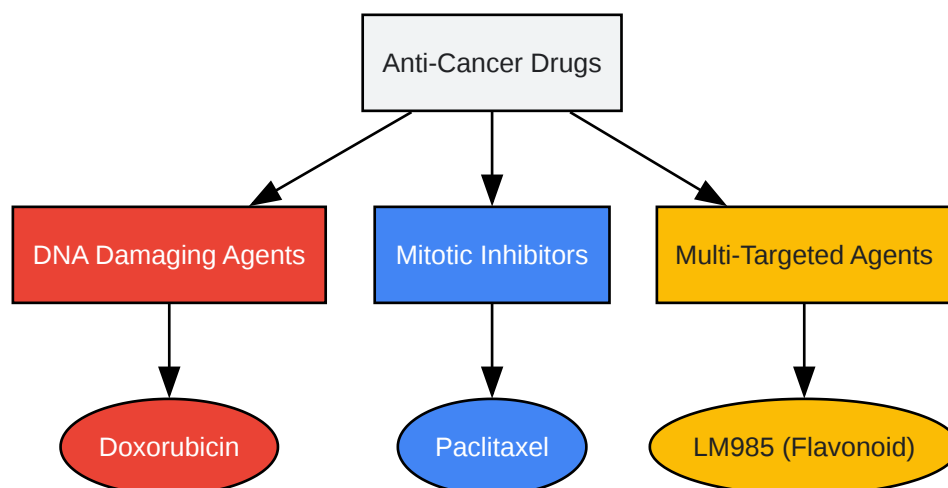 Anti-Cancer Drugs
DNA Damaging Agents
Mitotic Inhibitors
Multi-Targeted Agents
Doxorubicin
Paclitaxel
LM985 (Flavonoid)